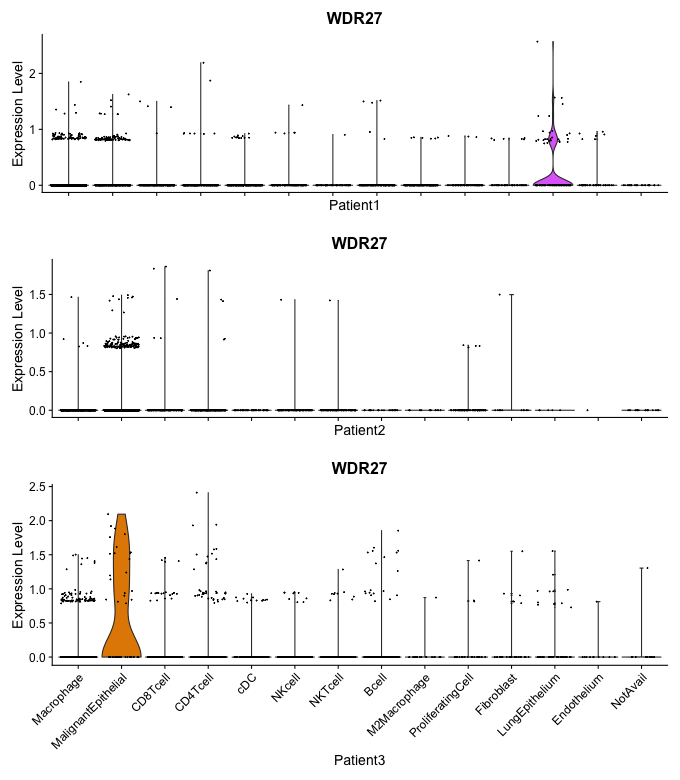 WDR27
Expression Level
2
1
0
Patient1
WDR27
Expression Level
1.5
1.0
0.5
0.0
Patient2
WDR27
Expression Level
2.5
2.0
1.5
1.0
0.5
0.0
Macrophage
MalignantEpithelial
CD8Tcell
CD4Tcell
cDC
NKcell
NKTcell
Bcell
M2Macrophage
ProliferatingCell
Fibroblast
LungEpithelium
Endothelium
NotAvail
Patient3